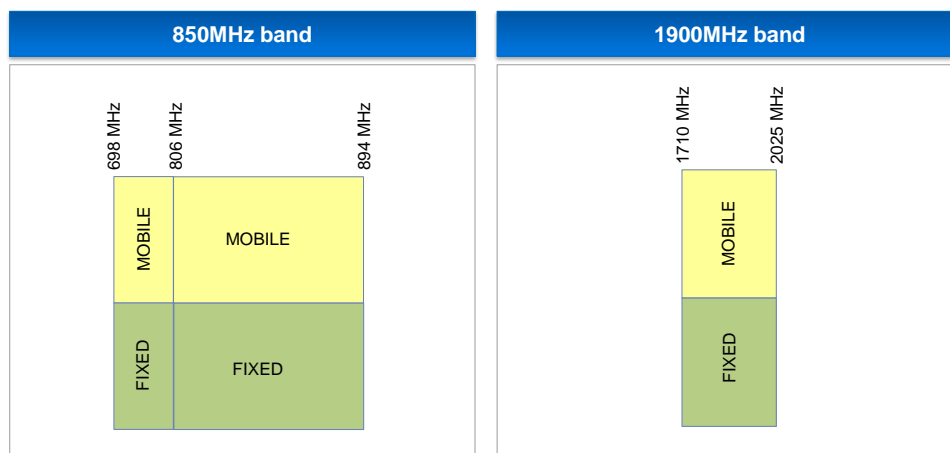 850MHz band
698 MHz
806 MHz
894 MHz
MOBILE
MOBILE
FIXED
FIXED
1900MHz band
1710 MHz
2025 MHz
MOBILE
FIXED